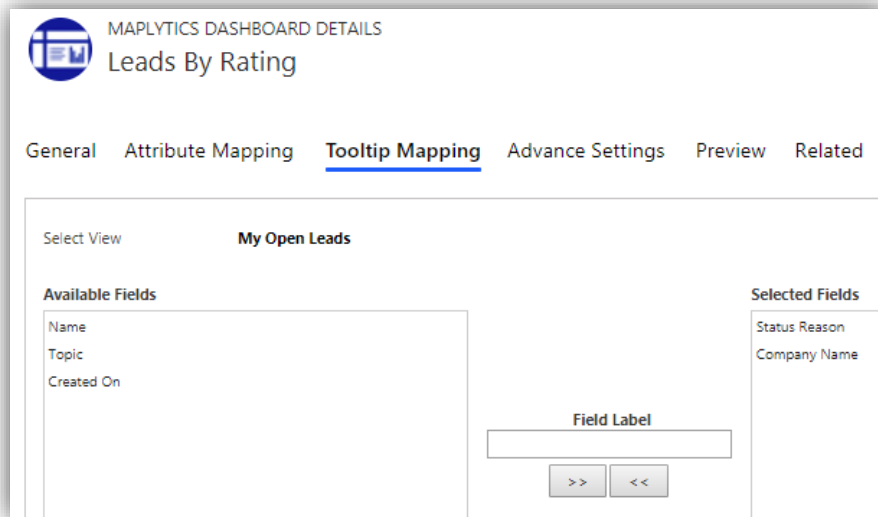 MAPLYTICS DASHBOARD DETAILS
Leads By Rating
General Attribute Mapping Tooltip Mapping Advance Settings Preview Related
Select View My Open Leads
Available Fields Selected Fields
Name Status Reason
Topic Company Name
Created On
Field Label
>> <<